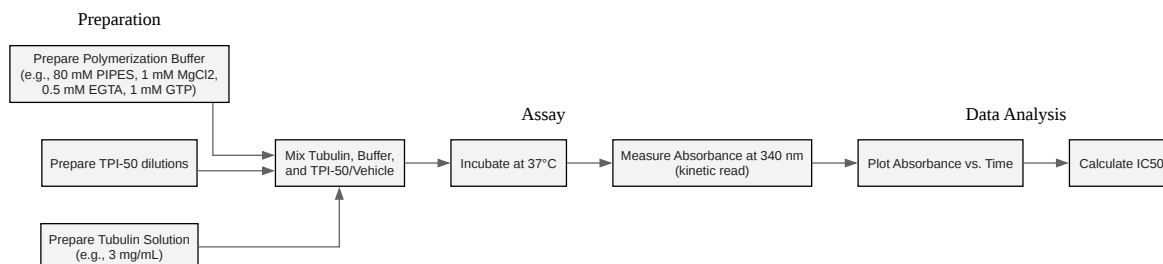 Preparation
Prepare Polymerization Buffer
(e.g., 80 mM PIPES, 1 mM MgCl2,
0.5 mM EGTA, 1 mM GTP)
Assay
Data Analysis
Prepare TPI-50 dilutions
Mix Tubulin, Buffer,
and TPI-50/Vehicle
Incubate at 37°C
Measure Absorbance at 340 nm
(kinetic read)
Plot Absorbance vs. Time
Calculate IC50
Prepare Tubulin Solution
(e.g., 3 mg/mL)